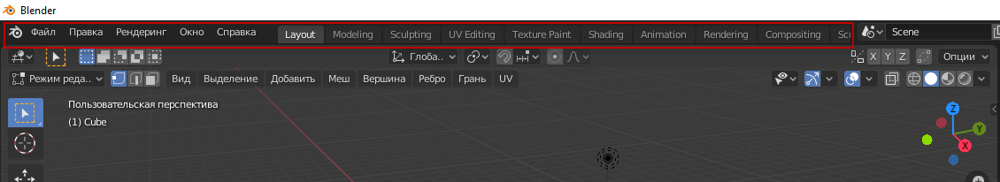 Blender
Файл Правка Рендеринг Окно Справка Layout Modeling Sculpting UV Editing Texture Paint Shading Animation Rendering Compositing Scr Scene
Глоба.. X Y Z Опции
Режим реда.. Вид Выделение Добавить Меш Вершина Ребро Грань UV
Пользовательская перспектива
(1) Cube
Z
Y
X